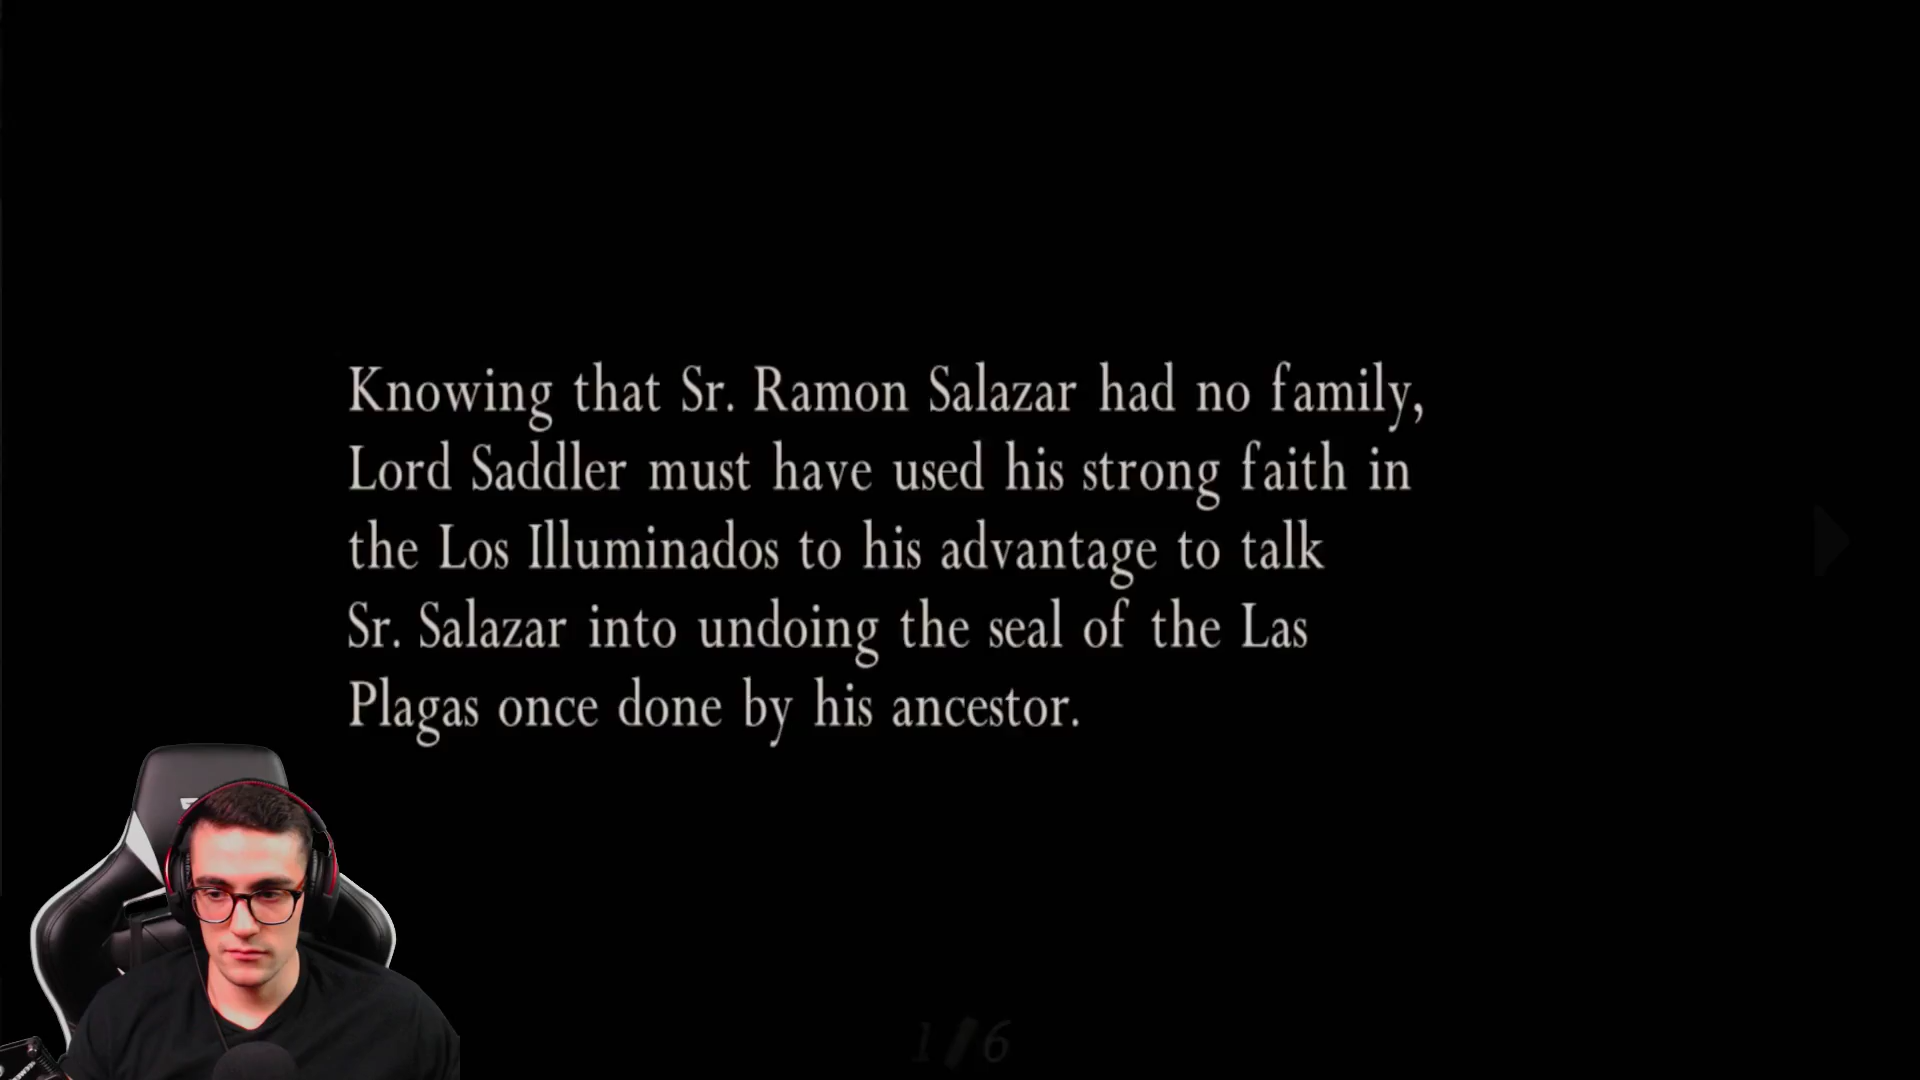 Knowing that Sr. Ramon Salazar had no family,
Lord Saddler must have used his strong faith in
the Los Illuminados to his advantage to talk
Sr. Salazar into undoing the seal of the Las
Plagas once done by his ancestor.
1/6